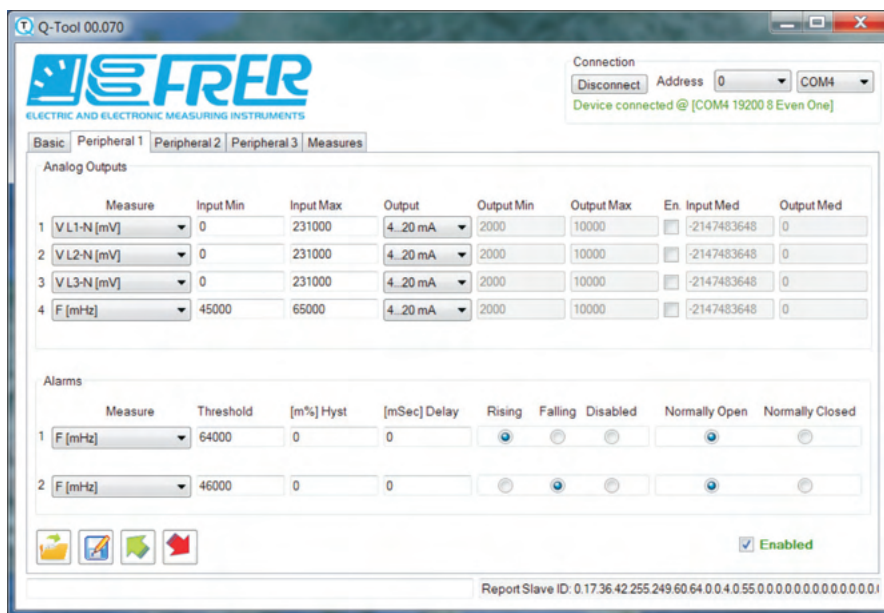 Q-Tool 00.070
FRER
ELECTRIC AND ELECTRONIC MEASURING INSTRUMENTS
Connection
Disconnect Address 0 COM4
Device connected @ [COM4 19200 8 Even One]
Basic Peripheral 1 Peripheral 2 Peripheral 3 Measures
Analog Outputs
Measure Input Min Input Max Output Output Min Output Max En. Input Med Output Med
1 V L1-N [mV] 0 231000 4...20 mA 2000 10000 -2147483648 0
2 V L2-N [mV] 0 231000 4...20 mA 2000 10000 -2147483648 0
3 V L3-N [mV] 0 231000 4...20 mA 2000 10000 -2147483648 0
4 F [mHz] 45000 65000 4...20 mA 2000 10000 -2147483648 0
Alarms
Measure Threshold [m%] Hyst [mSec] Delay Rising Falling Disabled Normally Open Normally Closed
1 F [mHz] 64000 0 0
2 F [mHz] 46000 0 0
Enabled
Report Slave ID: 0.17.36.42.255.249.60.64.0.0.4.0.55.0.0.0.0.0.0.0.0.0.0.0.0.0.0.